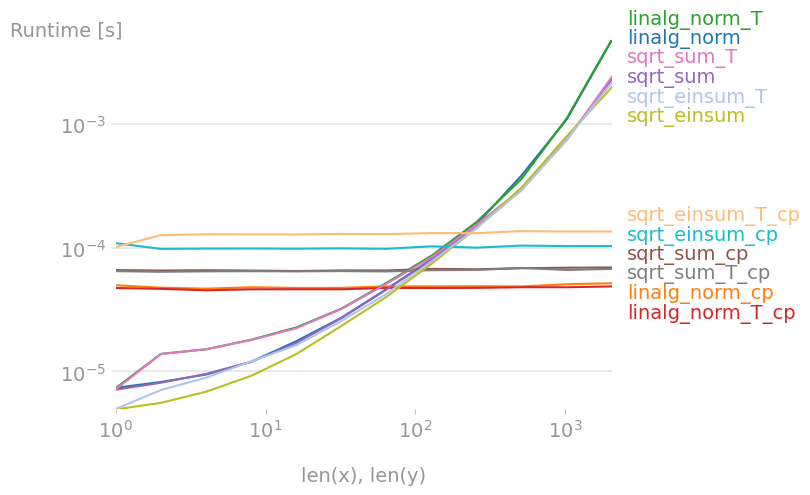 Runtime [s]
linalg_norm_T
linalg_norm
sqrt_sum_T
sqrt_sum
sqrt_einsum_T
sqrt_einsum
10⁻³
sqrt_einsum_T_cp
sqrt_einsum_cp
10⁻⁴
sqrt_sum_cp
sqrt_sum_T_cp
linalg_norm_cp
linalg_norm_T_cp
10⁻⁵
10⁰ 10¹ 10² 10³
len(x), len(y)